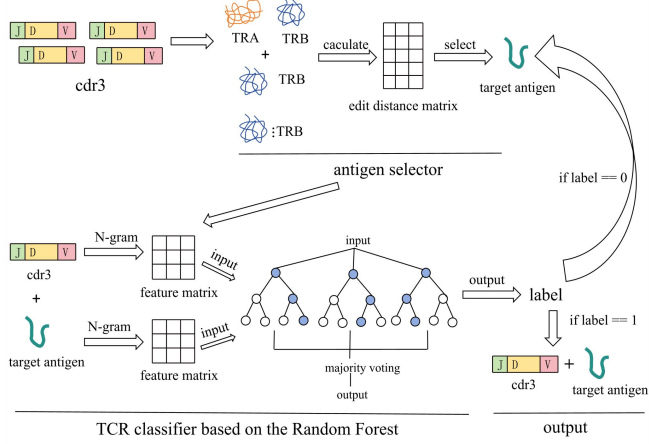 J D V J D V
J D V J D V
cdr3
TRA TRB
+
TRB
⋮TRB
caculate
edit distance matrix
select
target antigen
antigen selector
if label == 0
J D V
cdr3
+
target antigen
N-gram
feature matrix
N-gram
feature matrix
input
input
input
majority voting
output
output
label
if label == 1
J D V + 
cdr3
target antigen
TCR classifier based on the Random Forest
output